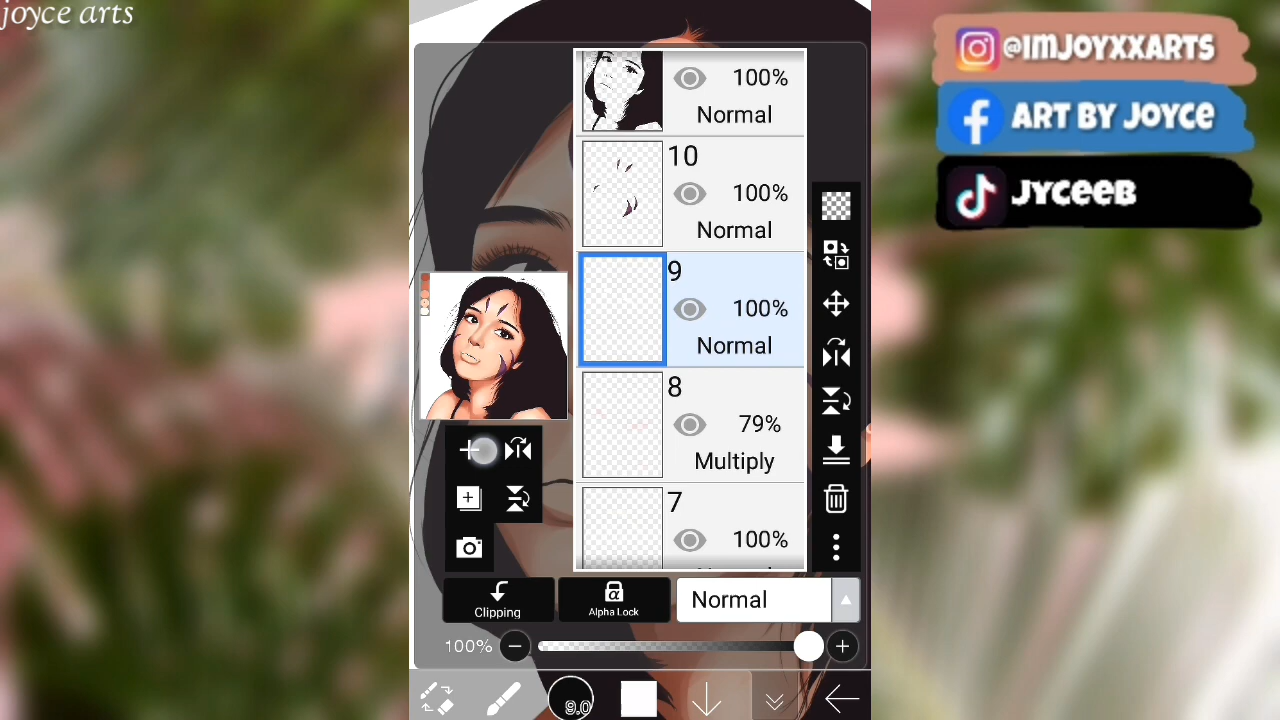 joyce arts
@IMJOYXXARTS
ART BY JOYCE
JYCEEB
100%
Normal
10
100%
Normal
9
100%
Normal
8
79%
Multiply
7
100%
Clipping
Alpha Lock
Normal
100%
9.0